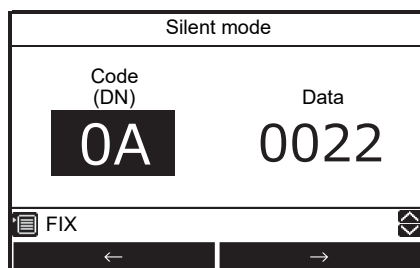 Silent mode
Code
(DN)
Data
0A
0022
FIX
← →